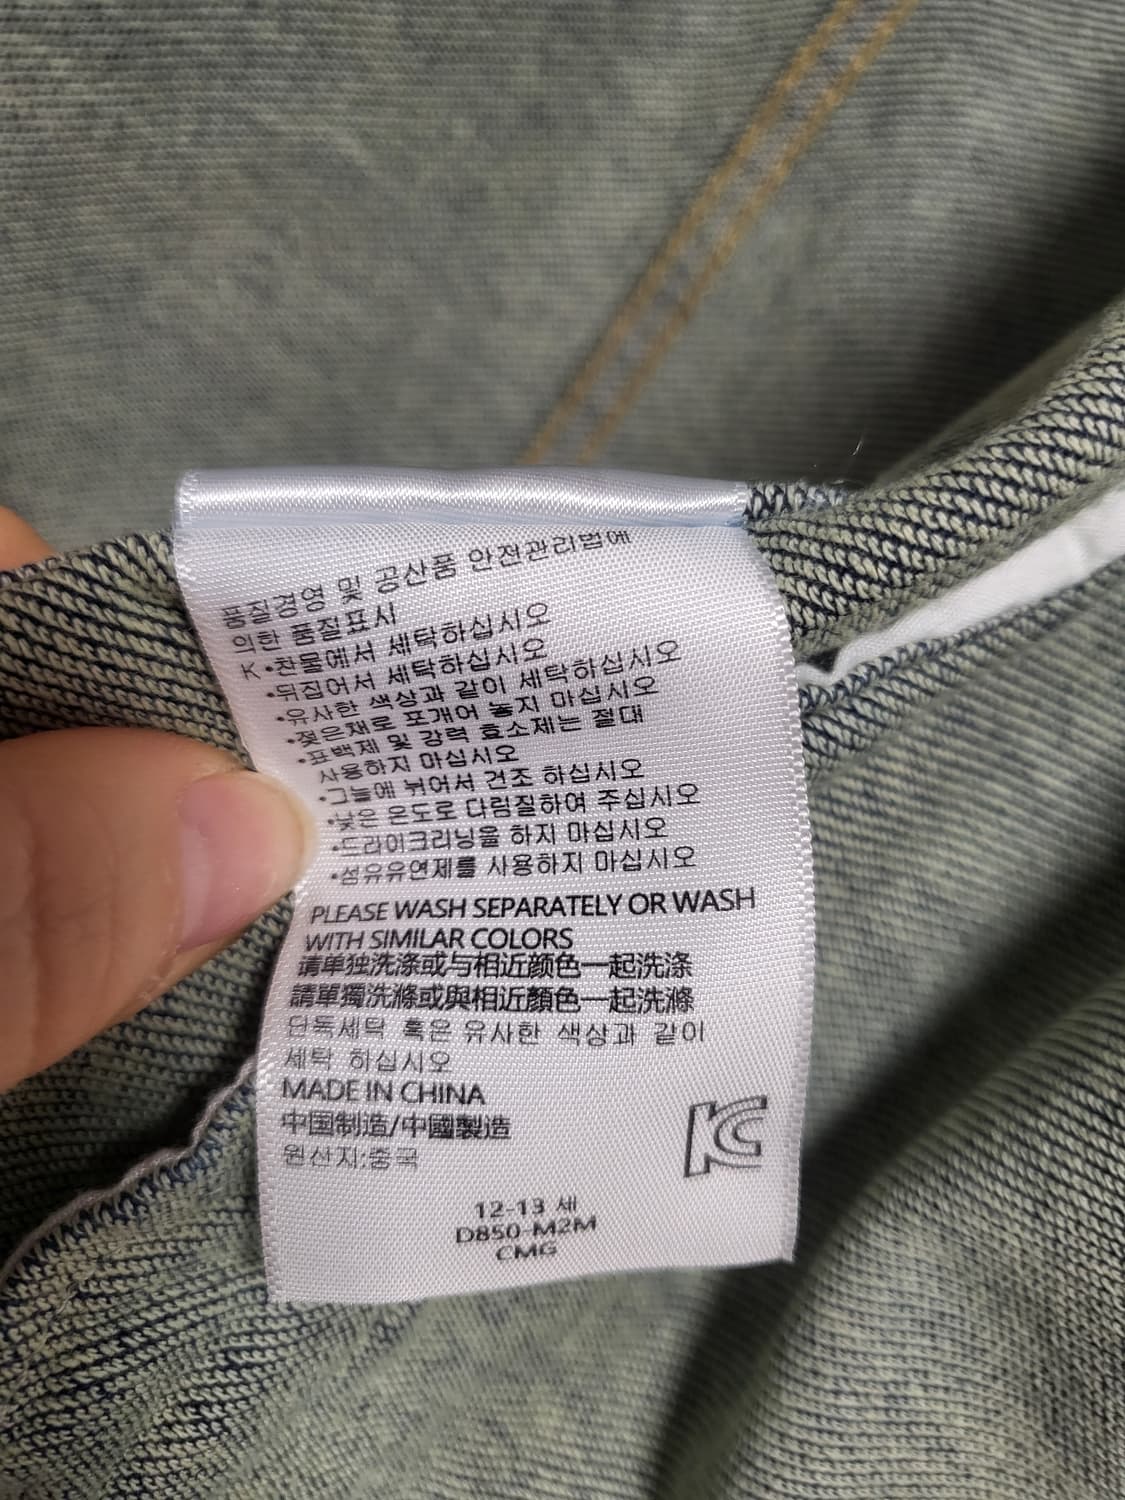 품질경영 및 공산품 안전관리법에
의한 품질표시
K •찬물에서 세탁하십시오
•뒤집어서 세탁하십시오
•유사한 색상과 같이 세탁하십시오
•젖은채로 포개어 놓지 마십시오
•표백제 및 강력 효소제는 절대
사용하지 마십시오
•그늘에 뉘어서 건조 하십시오
•낮은 온도로 다림질하여 주십시오
•드라이크리닝을 하지 마십시오
•섬유유연제를 사용하지 마십시오
PLEASE WASH SEPARATELY OR WASH
WITH SIMILAR COLORS
请单独洗涤或与相近颜色一起洗涤
請單獨洗滌或與相近顏色一起洗滌
단독세탁 혹은 유사한 색상과 같이
세탁 하십시오
MADE IN CHINA
中国制造/中國製造
원산지:중국
KC
12-13 세
D850-M2M
CMG